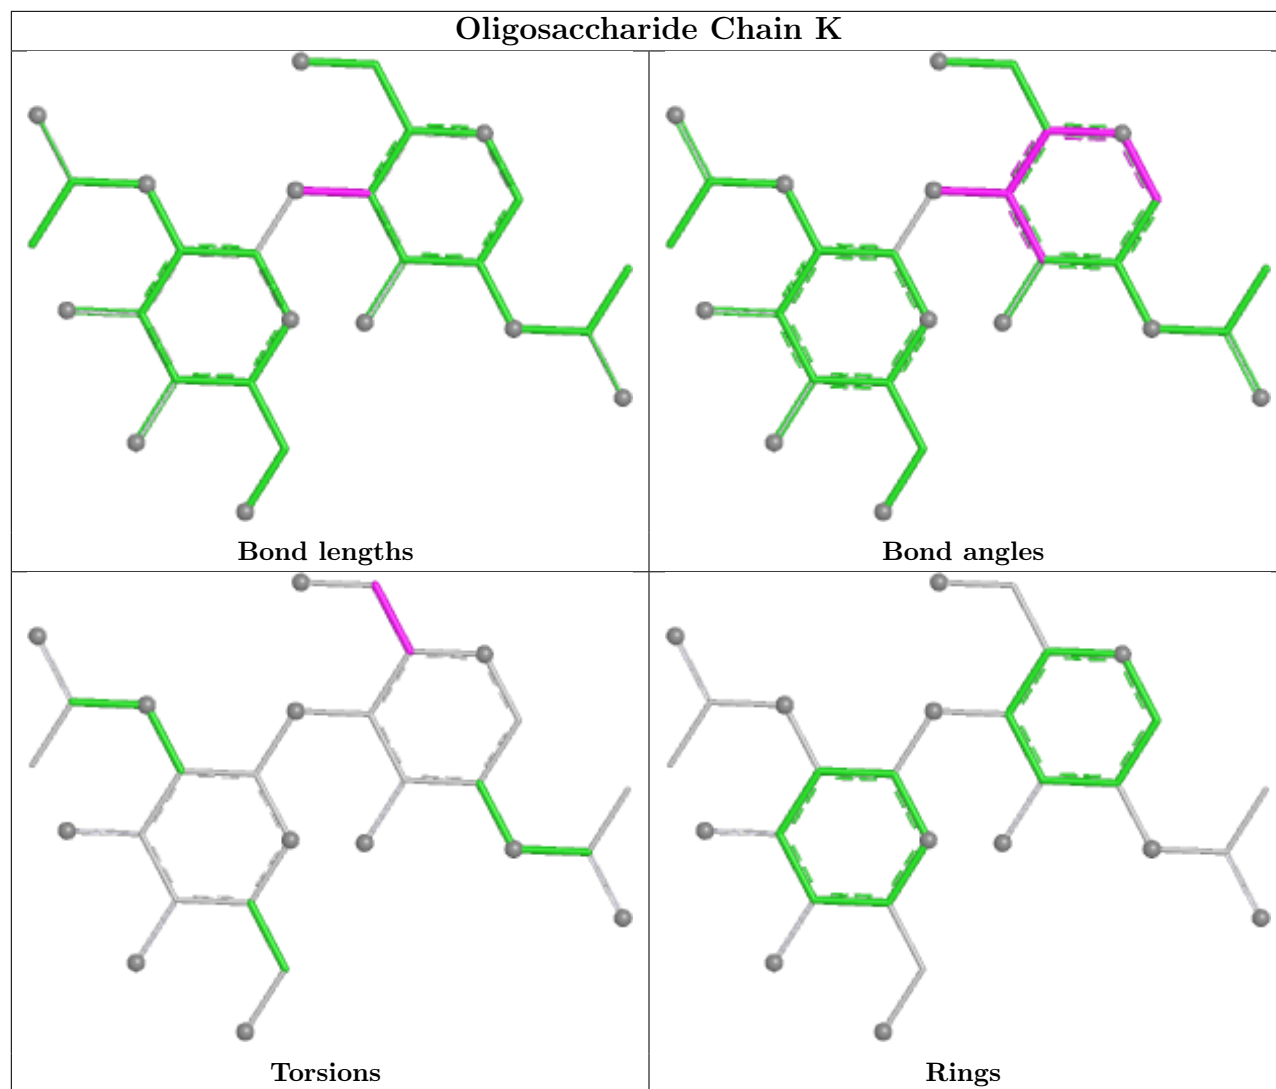 Oligosaccharide Chain K
Bond lengths
Bond angles
Torsions
Rings